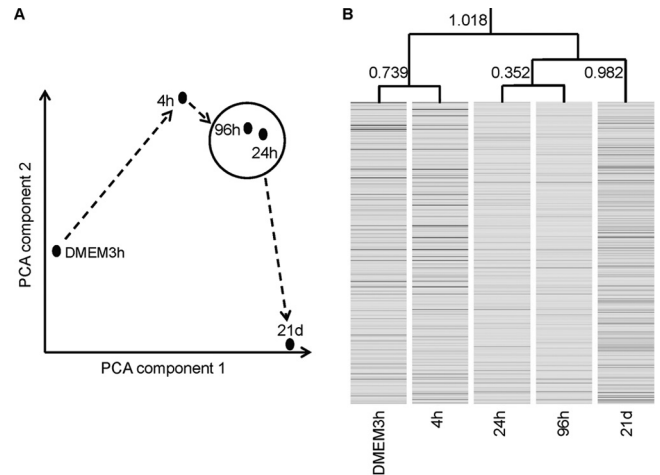 A
PCA component 2
4h
96h
24h
DMEM3h
21d
PCA component 1
B
1.018
0.739
0.352
0.982
DMEM3h
4h
24h
96h
21d